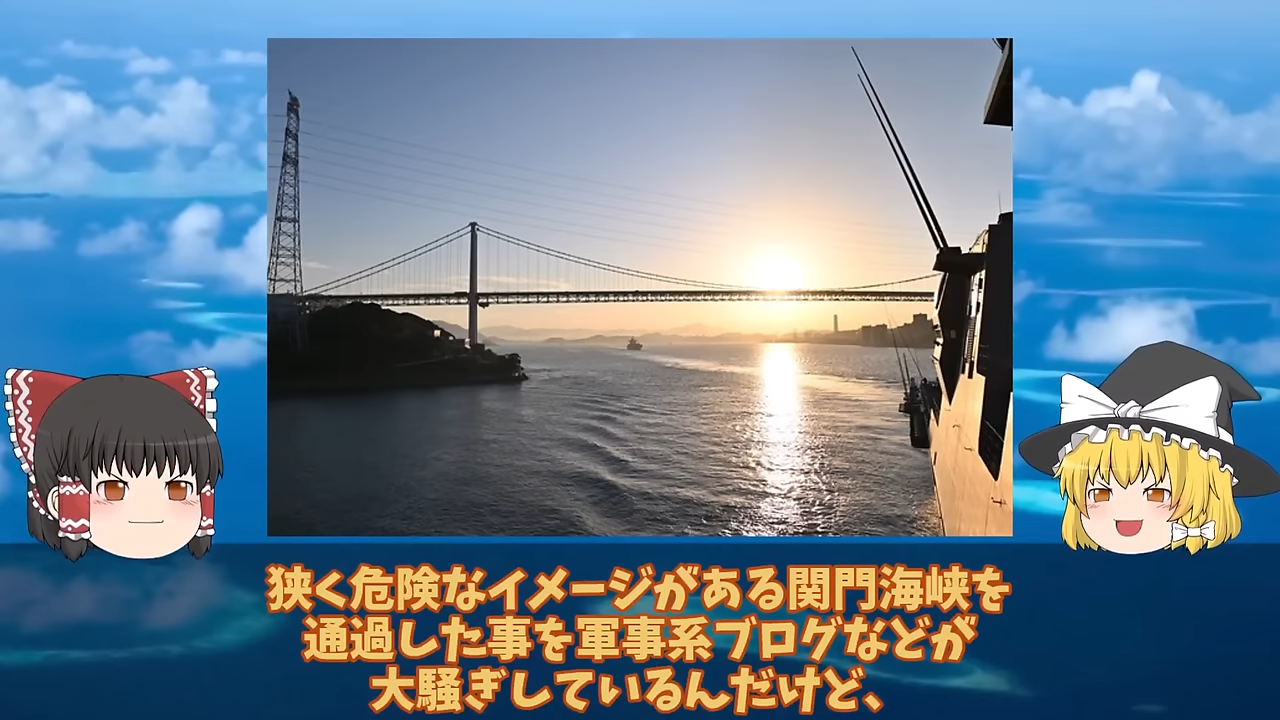 狭く危険なイメージがある関門海峡を
通過した事を軍事系ブログなどが
大騒ぎしているんだけど、